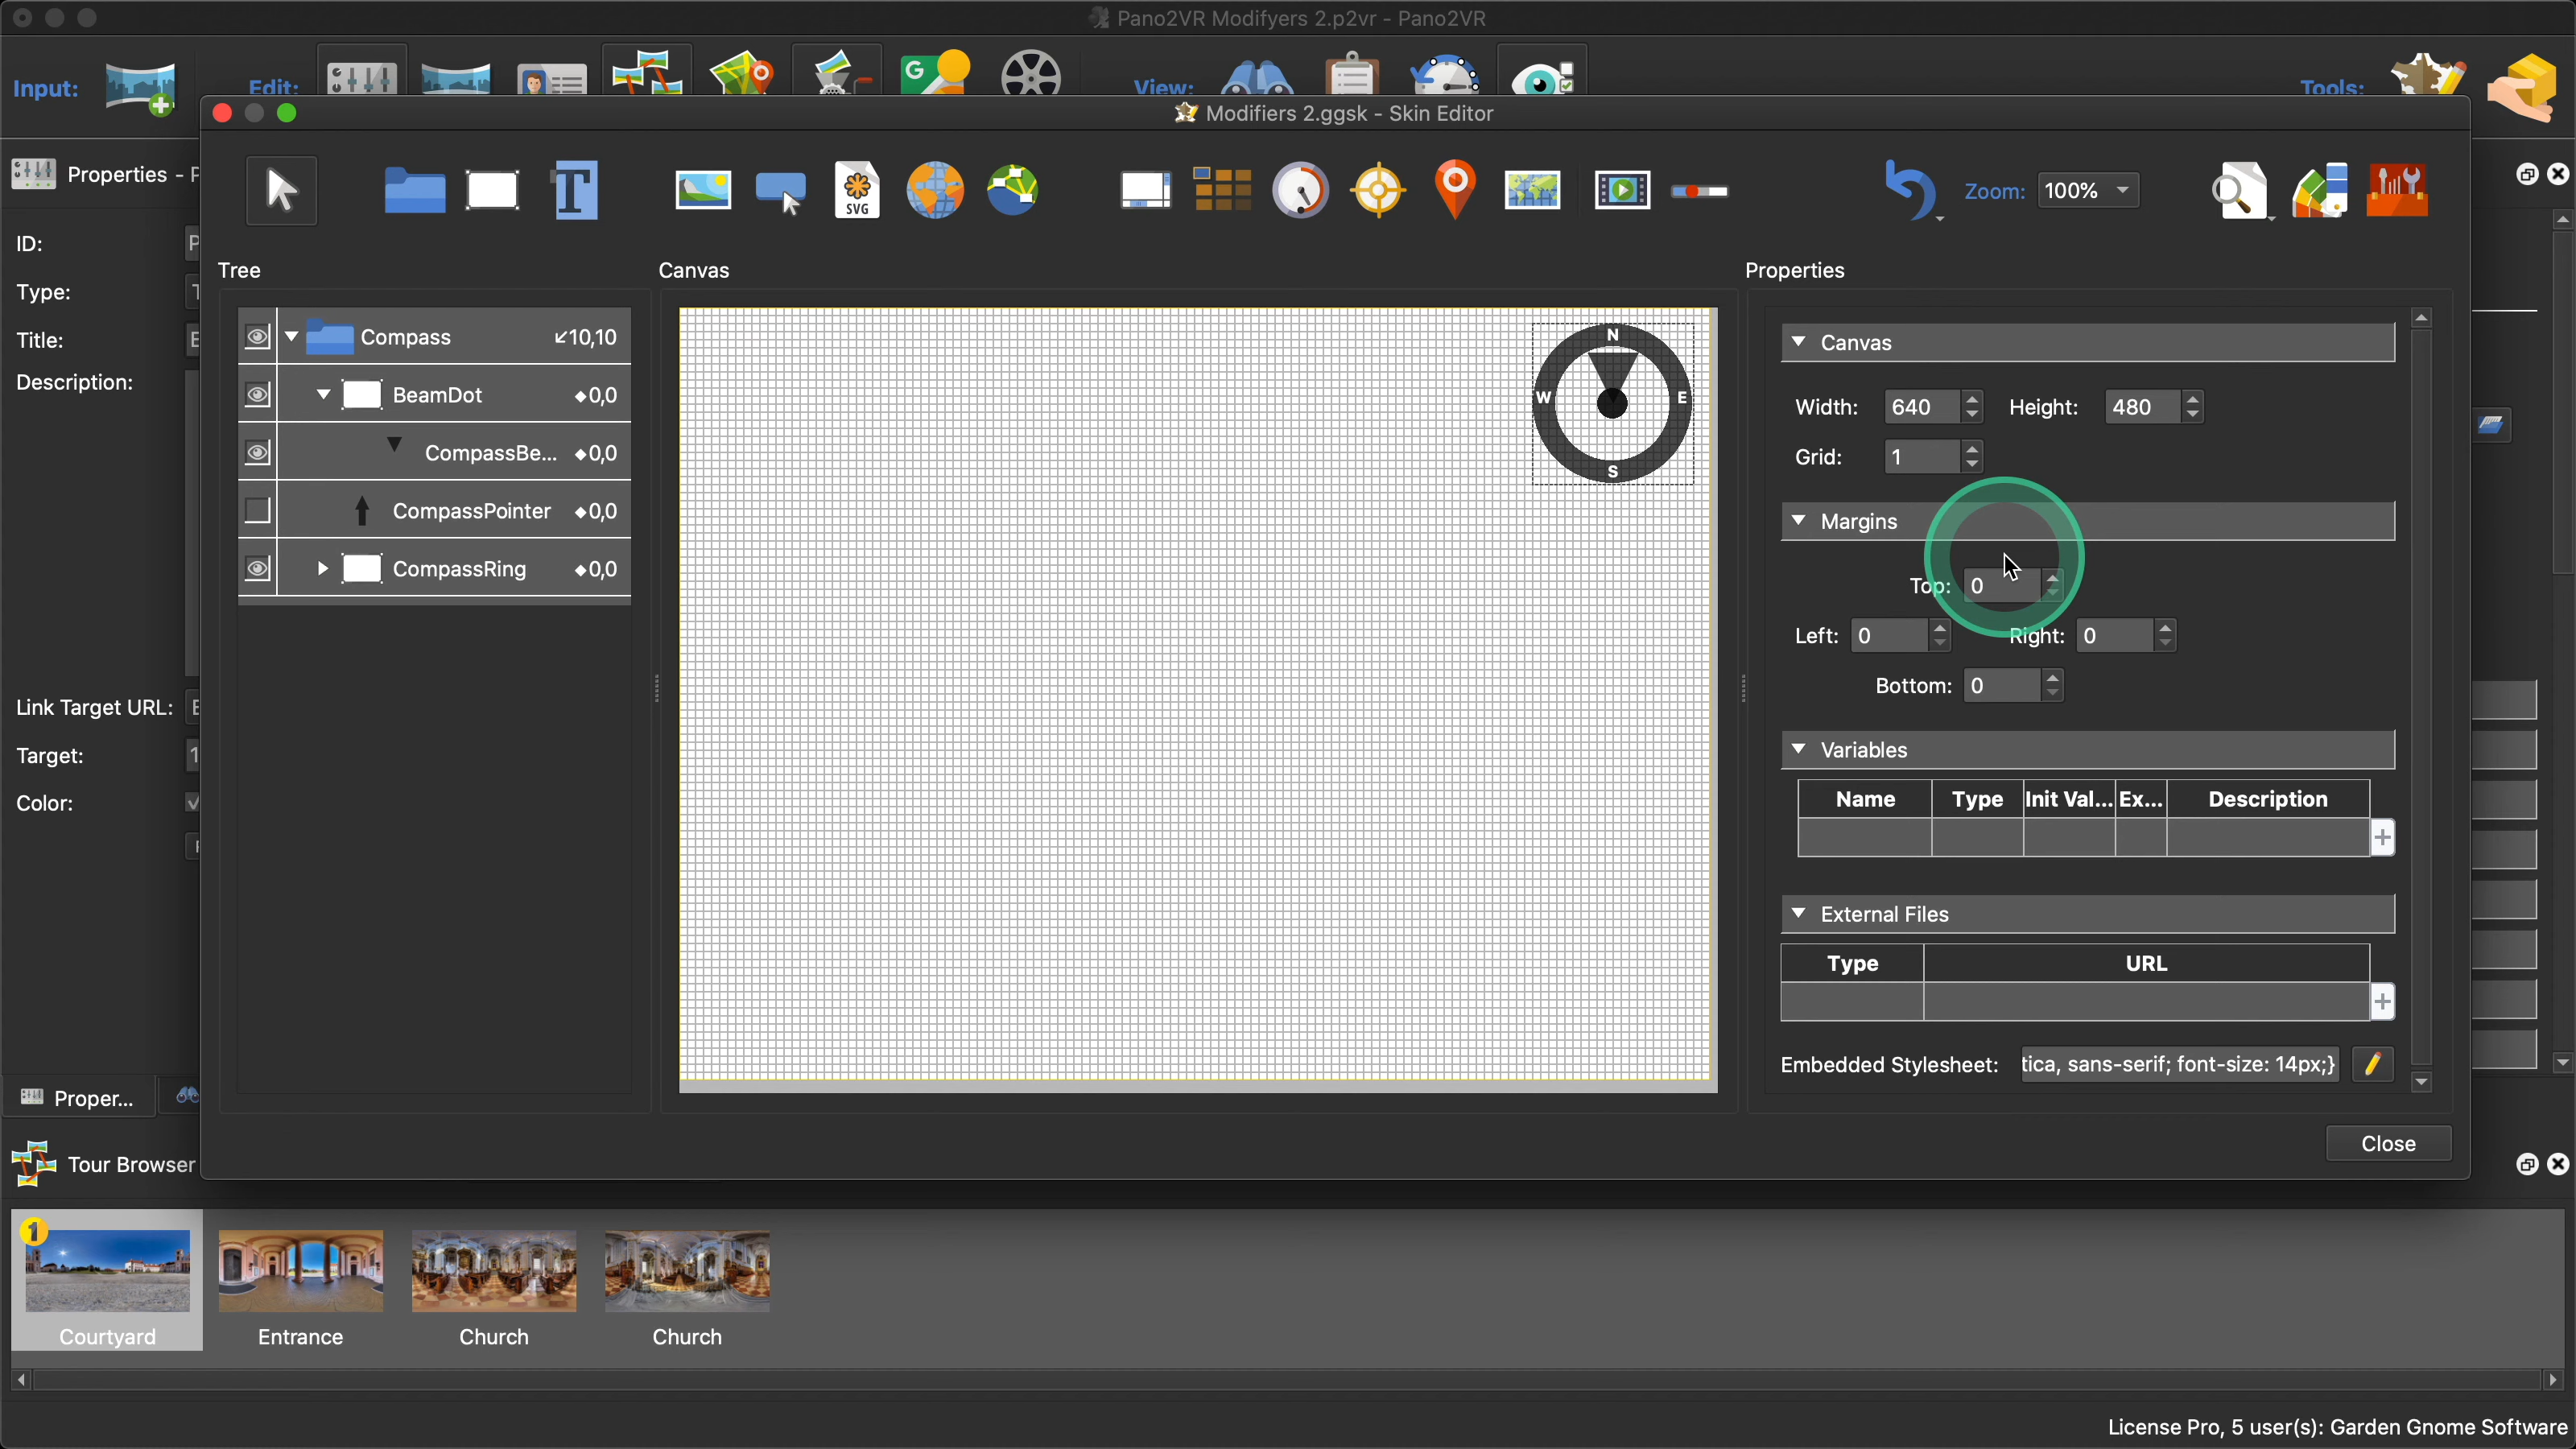 Pano2VR Modifyers 2.p2vr - Pano2VR
Input:
Edit:
View:
Tools:
Modifiers 2.ggsk - Skin Editor
Properties - P
ID:
Type:
Title:
Description:
Link Target URL:
Target:
Color:
Proper...
T
SVG
G
Zoom: 100%
Tree
Canvas
Properties
Compass 10,10
BeamDot 0,0
CompassBe... 0,0
CompassPointer 0,0
CompassRing 0,0
N
W
E
S
Canvas
Width: 640 Height: 480
Grid: 1
Margins
Top: 0
Left: 0 Right: 0
Bottom: 0
Variables
Name Type Init Val... Ex... Description
External Files
Type URL
Embedded Stylesheet: tica, sans-serif; font-size: 14px;}
Close
Tour Browser
1
Courtyard
Entrance
Church
Church
License Pro, 5 user(s): Garden Gnome Software